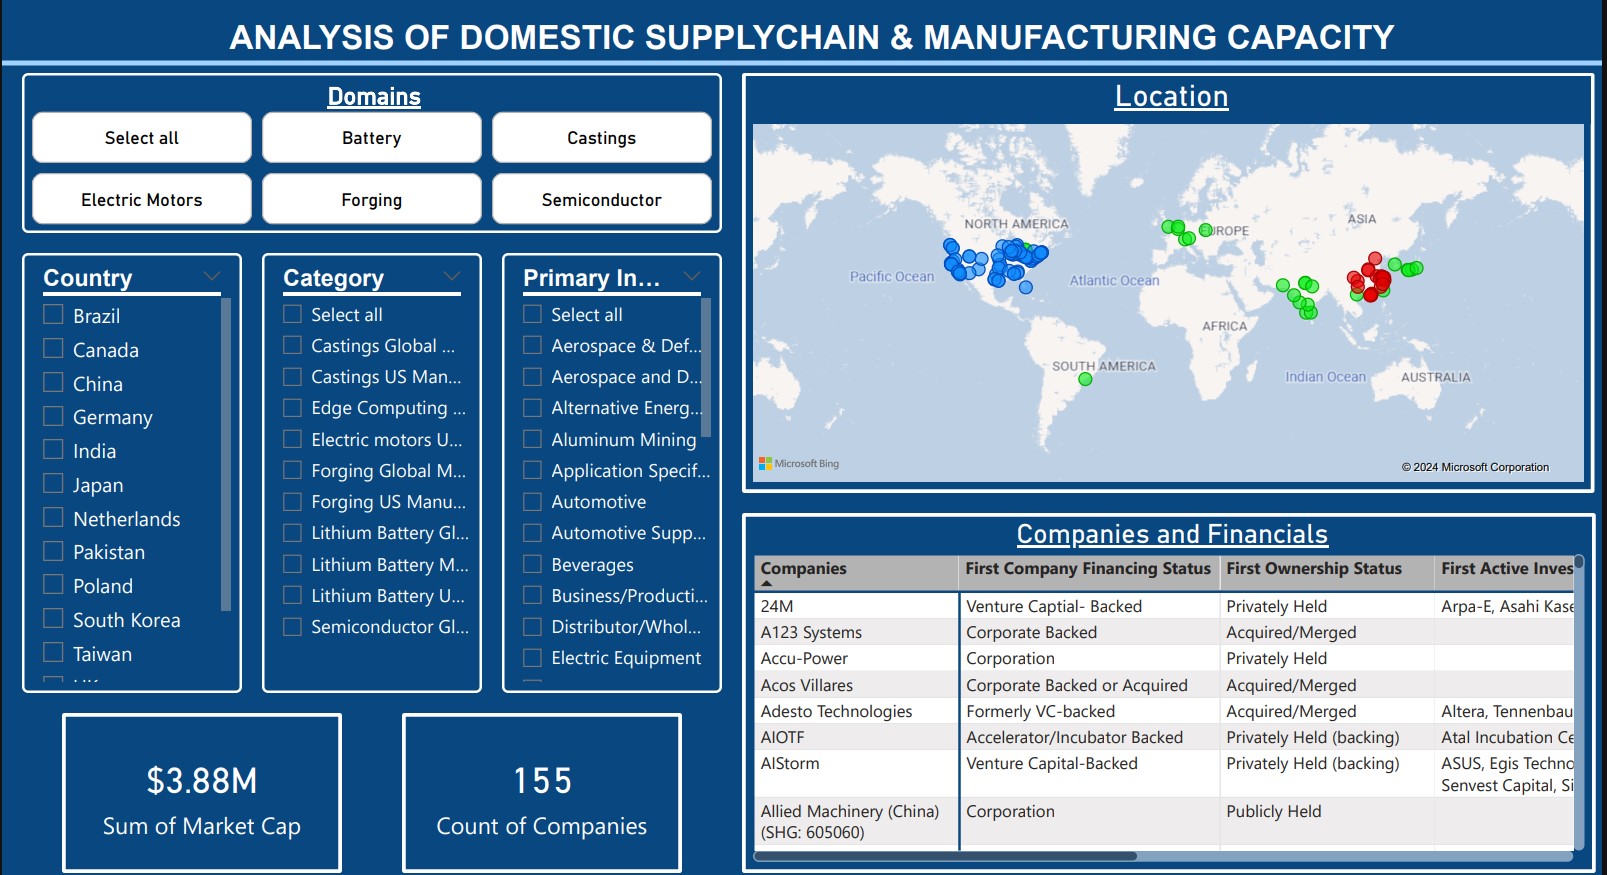 ANALYSIS OF DOMESTIC SUPPLYCHAIN & MANUFACTURING CAPACITY
Domains
Select all
Battery
Castings
Electric Motors
Forging
Semiconductor
Country
Brazil
Canada
China
Germany
India
Japan
Netherlands
Pakistan
Poland
South Korea
Taiwan
Category
Select all
Castings Global ...
Castings US Man...
Edge Computing ...
Electric motors U...
Forging Global M...
Forging US Manu...
Lithium Battery Gl...
Lithium Battery M...
Lithium Battery U...
Semiconductor Gl...
Primary In...
Select all
Aerospace & Def...
Aerospace and D...
Alternative Energ...
Aluminum Mining
Application Specif...
Automotive
Automotive Supp...
Beverages
Business/Producti...
Distributor/Whol...
Electric Equipment
$3.88M
Sum of Market Cap
155
Count of Companies
Location
NORTH AMERICA
EUROPE
ASIA
Pacific Ocean
Atlantic Ocean
AFRICA
SOUTH AMERICA
Indian Ocean
AUSTRALIA
Microsoft Bing
© 2024 Microsoft Corporation
Companies and Financials
Companies First Company Financing Status First Ownership Status First Active Inves
24M Venture Captial- Backed Privately Held Arpa-E, Asahi Kase
A123 Systems Corporate Backed Acquired/Merged
Accu-Power Corporation Privately Held
Acos Villares Corporate Backed or Acquired Acquired/Merged
Adesto Technologies Formerly VC-backed Acquired/Merged Altera, Tennenbau
AIOTF Accelerator/Incubator Backed Privately Held (backing) Atal Incubation Ce
AIStorm Venture Capital-Backed Privately Held (backing) ASUS, Egis Techno
Senvest Capital, Si
Allied Machinery (China) Corporation Publicly Held
(SHG: 605060)